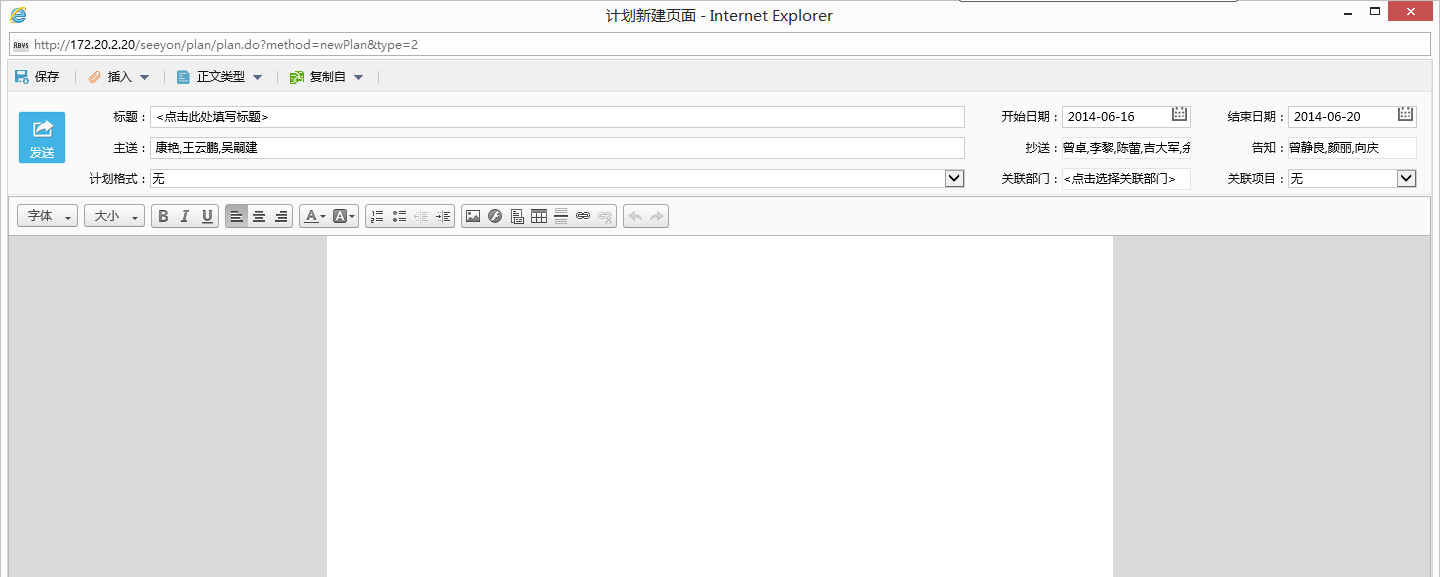 计划新建页面 - Internet Explorer
http://172.20.2.20/seeyon/plan/plan.do?method=newPlan&type=2
保存 插入 正文类型 复制自
标题： <点击此处填写标题> 开始日期： 2014-06-16 结束日期： 2014-06-20
发送
主送： 康艳,王云鹏,吴嗣建 抄送： 曾卓,李黎,陈蕾,吉大军, 告知： 曾静良,颜丽,向庆
计划格式： 无 关联部门： <点击选择关联部门> 关联项目： 无
字体 大小 B I U A A